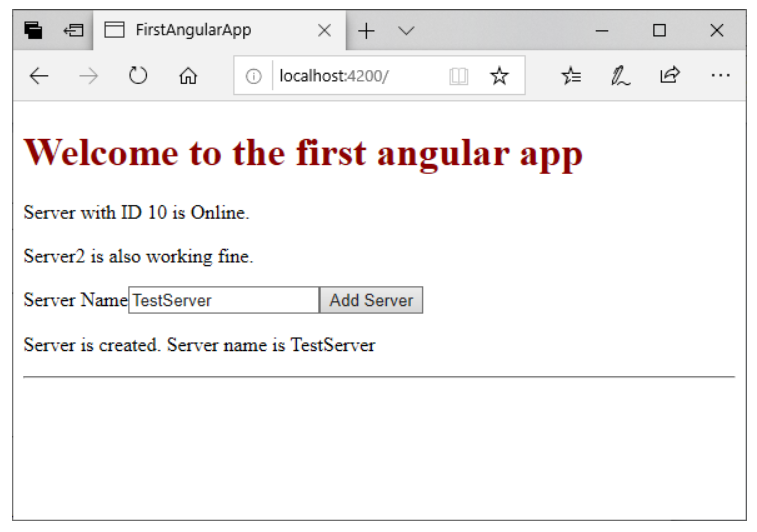 FirstAngularApp
localhost:4200/
Welcome to the first angular app
Server with ID 10 is Online.
Server2 is also working fine.
Server Name TestServer Add Server
Server is created. Server name is TestServer